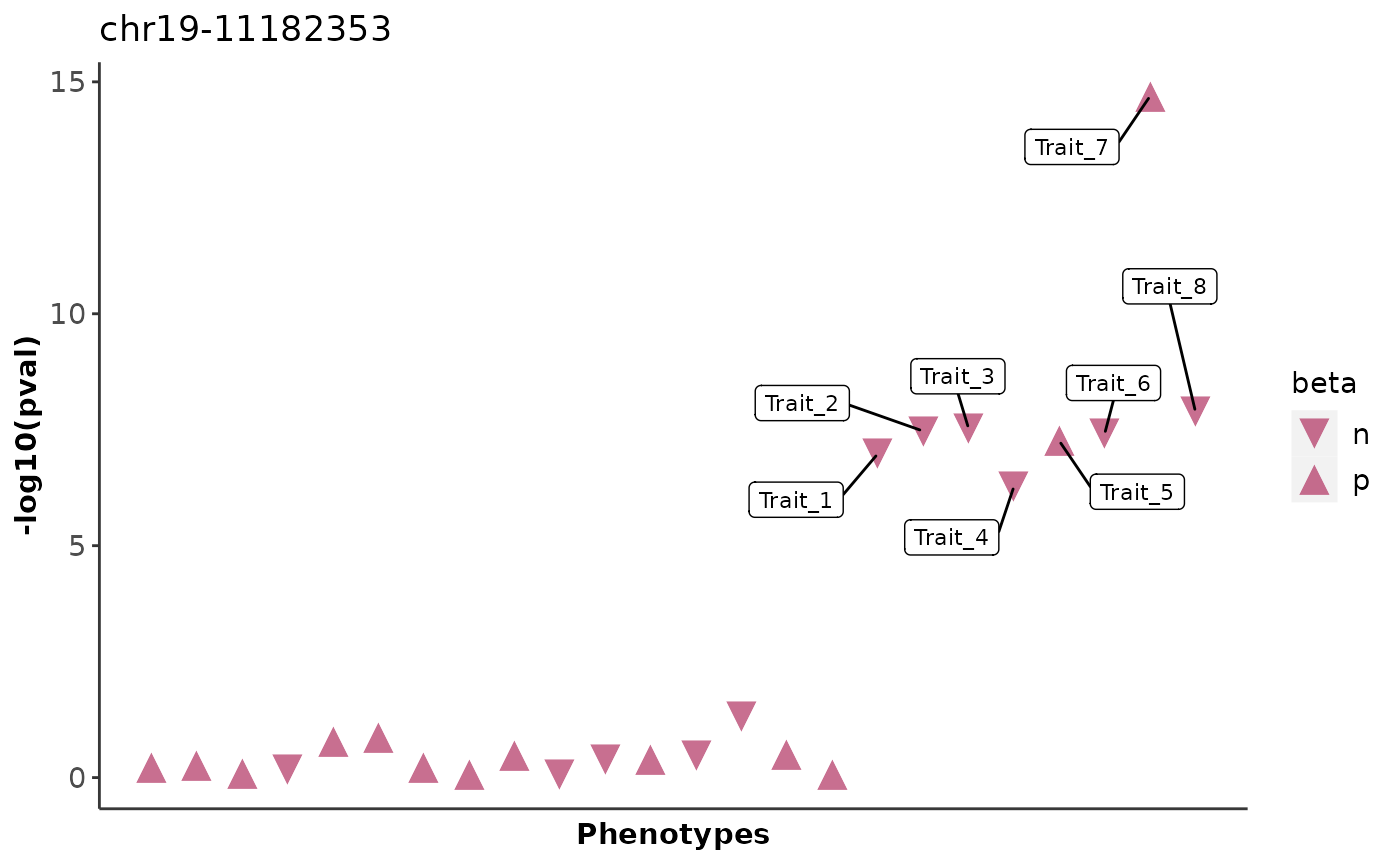 chr19-11182353
15
10
5
0
-log10(pval)
Trait_7
Trait_8
Trait_3
Trait_6
Trait_2
Trait_5
Trait_1
Trait_4
Phenotypes
beta
n
p